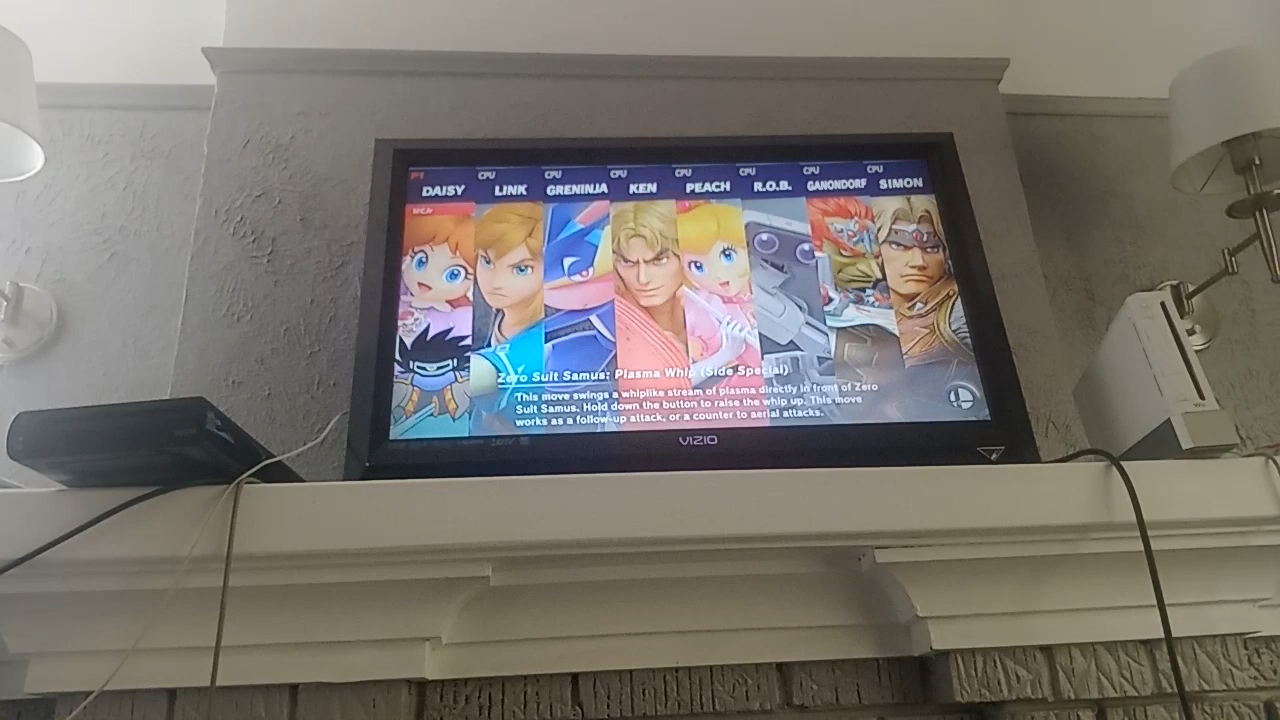 P1 CPU CPU CPU CPU CPU CPU CPU
DAISY LINK GRENINJA KEN PEACH R.O.B. GANONDORF SIMON
Zero Suit Samus: Plasma Whip (Side Special)
This move swings a whiplike stream of plasma directly in front of Zero
Suit Samus. Hold down the button to raise the whip up. This move
works as a follow-up attack, or a counter to aerial attacks.
VIZIO
Wii